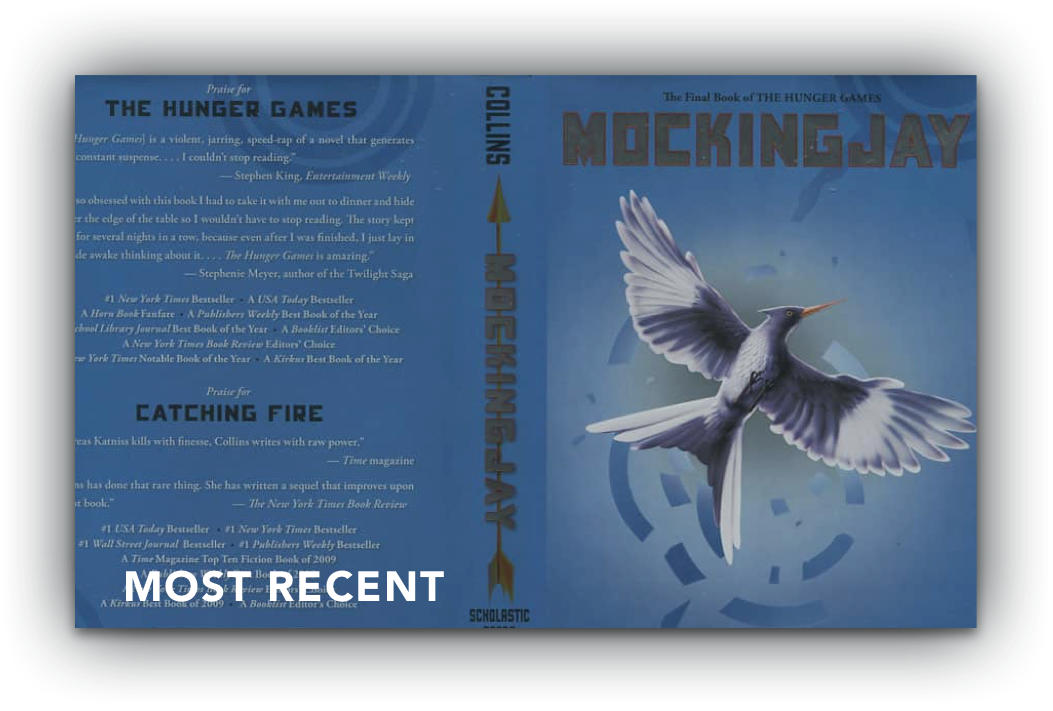 Praise for
THE HUNGER GAMES
Hunger Games] is a violent, jarring, speed-rap of a novel that generates
constant suspense. . . . I couldn't stop reading."
— Stephen King, Entertainment Weekly
so obsessed with this book I had to take it with me out to dinner and hide
the edge of the table so I wouldn't have to stop reading. The story kept
for several nights in a row, because even after I was finished, I just lay in
awake thinking about it. . . . The Hunger Games is amazing."
— Stephenie Meyer, author of the Twilight Saga
#1 New York Times Bestseller • A USA Today Bestseller
A Horn Book Fanfare • A Publishers Weekly Best Book of the Year
School Library Journal Best Book of the Year • A Booklist Editors' Choice
A New York Times Book Review Editors' Choice
New York Times Notable Book of the Year • A Kirkus Best Book of the Year
Praise for
CATCHING FIRE
Katniss kills with finesse, Collins writes with raw power."
— Time magazine
has done that rare thing. She has written a sequel that improves upon
book." — The New York Times Book Review
#1 USA Today Bestseller • #1 New York Times Bestseller
#1 Wall Street Journal Bestseller • #1 Publishers Weekly Bestseller
A Time Magazine Top Ten Fiction Book of 2009
MOST RECENT
A Kirkus Best Book of 2009 • A Booklist Editor's Choice
COLLINS
MOCKINGJAY
SCHOLASTIC
The Final Book of THE HUNGER GAMES
MOCKINGJAY